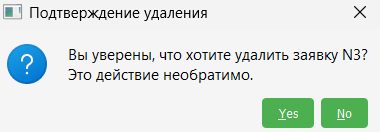 Подтверждение удаления
Вы уверены, что хотите удалить заявку N3?
Это действие необратимо.
Yes No